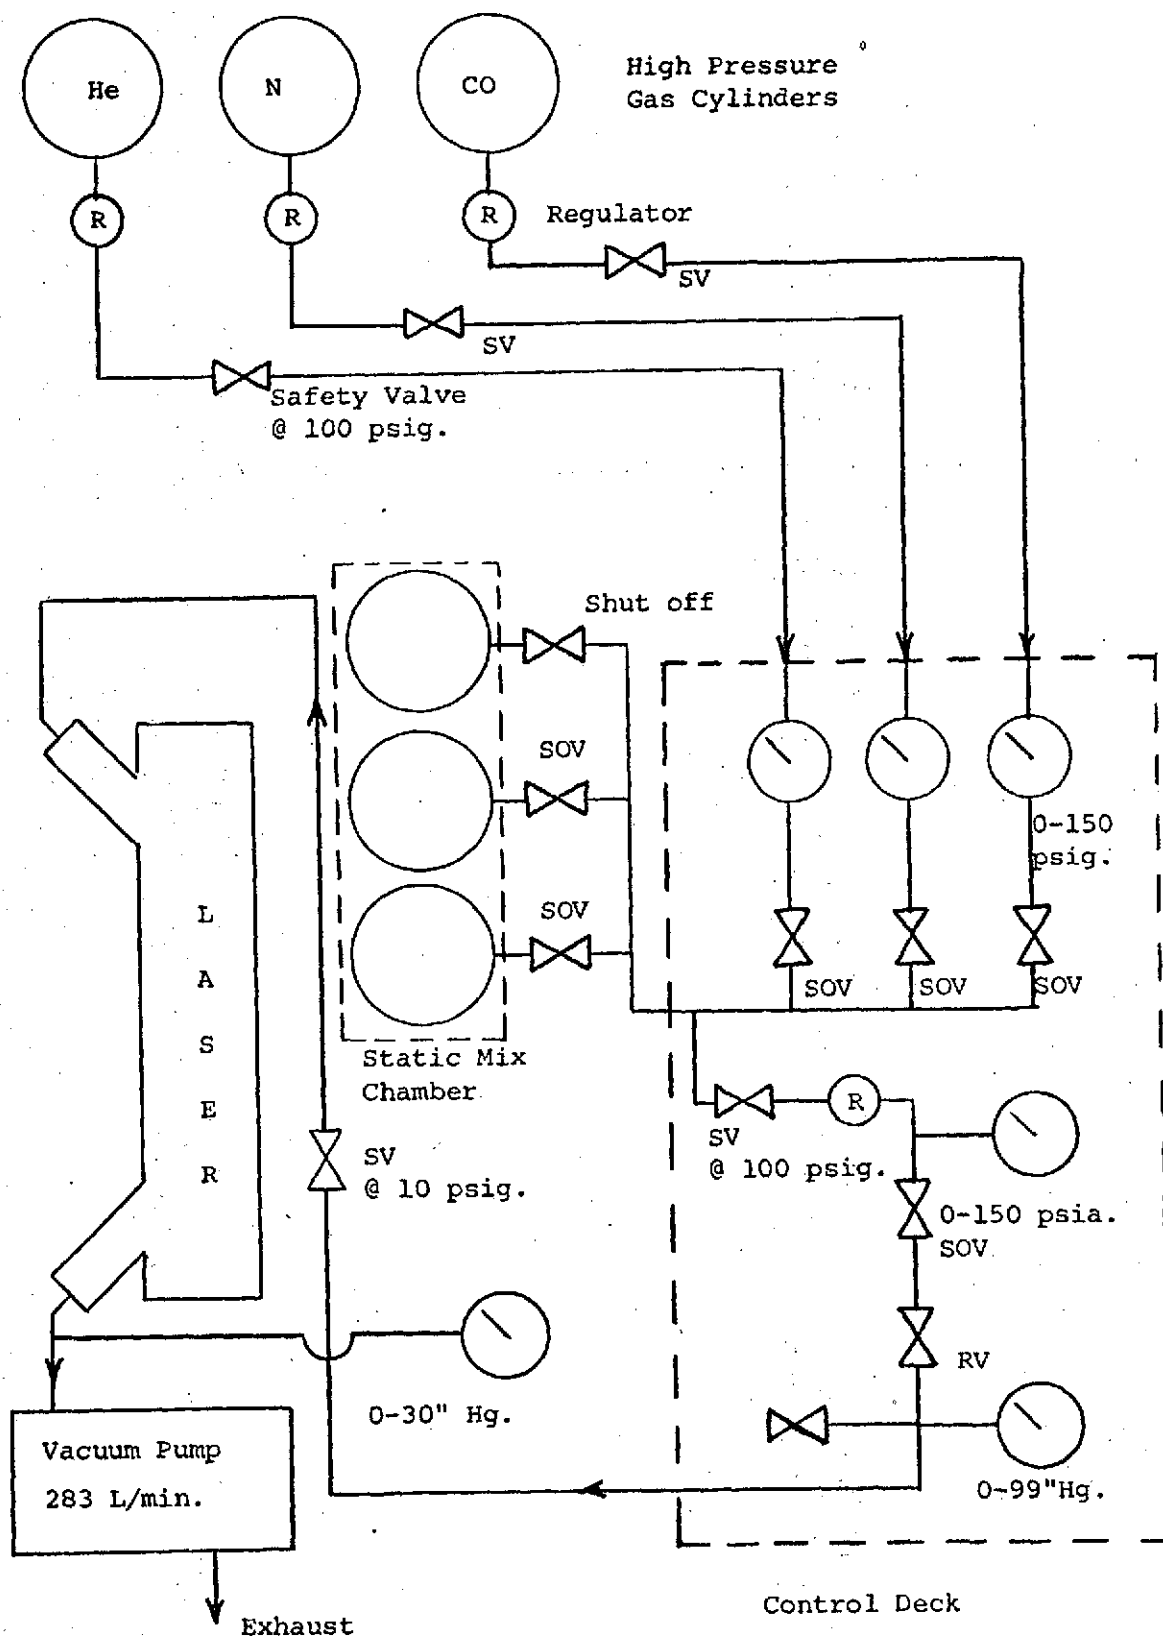 He
N
CO
High Pressure
Gas Cylinders
R
R
R
Regulator
SV
SV
Safety Valve
@ 100 psig.
Shut off
SOV
SOV
0-150
psig.
L
A
S
E
R
SOV
SOV
SOV
Static Mix
Chamber
R
SV
@ 100 psig.
SV
@ 10 psig.
0-150 psia.
SOV
RV
0-30" Hg.
0-99"Hg.
Vacuum Pump
283 L/min.
Control Deck
Exhaust